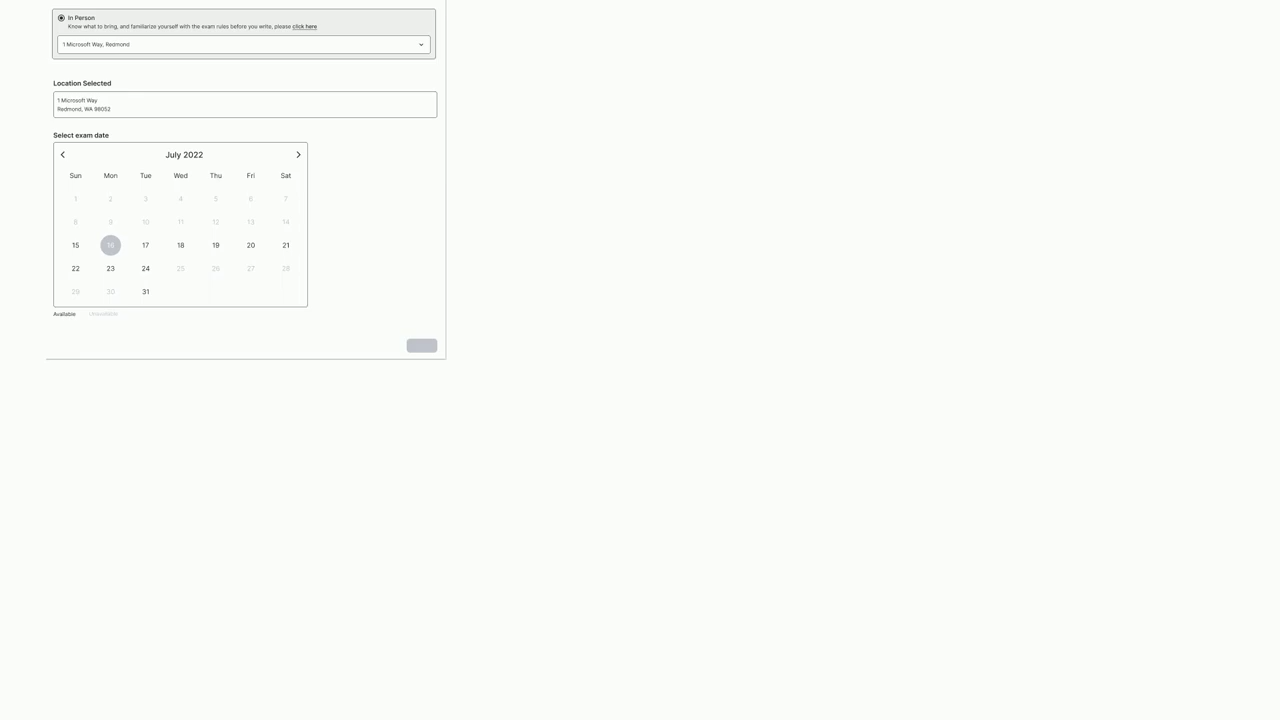 In Person
Know what to bring, and familiarize yourself with the exam rules before you write, please click here
1 Microsoft Way, Redmond
Location Selected
1 Microsoft Way
Redmond, WA 98052
Select exam date
July 2022
Sun Mon Tue Wed Thu Fri Sat
1 2 3 4 5 6 7
8 9 10 11 12 13 14
15 16 17 18 19 20 21
22 23 24 25 26 27 28
29 30 31
Available Unavailable